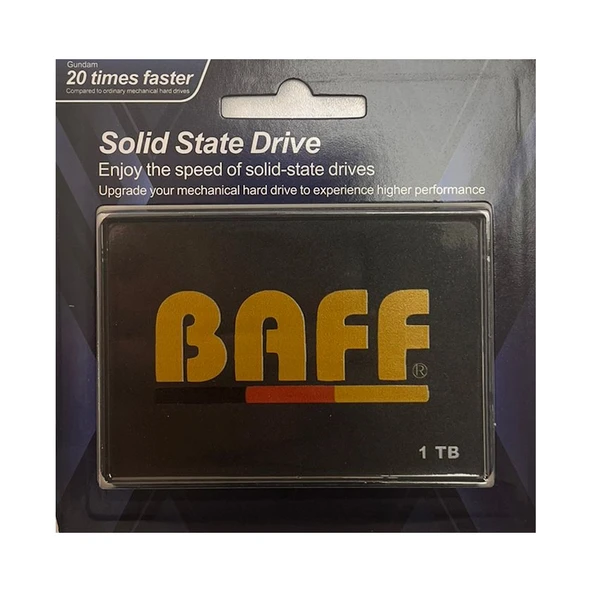 Gundam
20 times faster
Compared to ordinary mechanical hard drives
Solid State Drive
Enjoy the speed of solid-state drives
Upgrade your mechanical hard drive to experience higher performance
BAFF®
1 TB